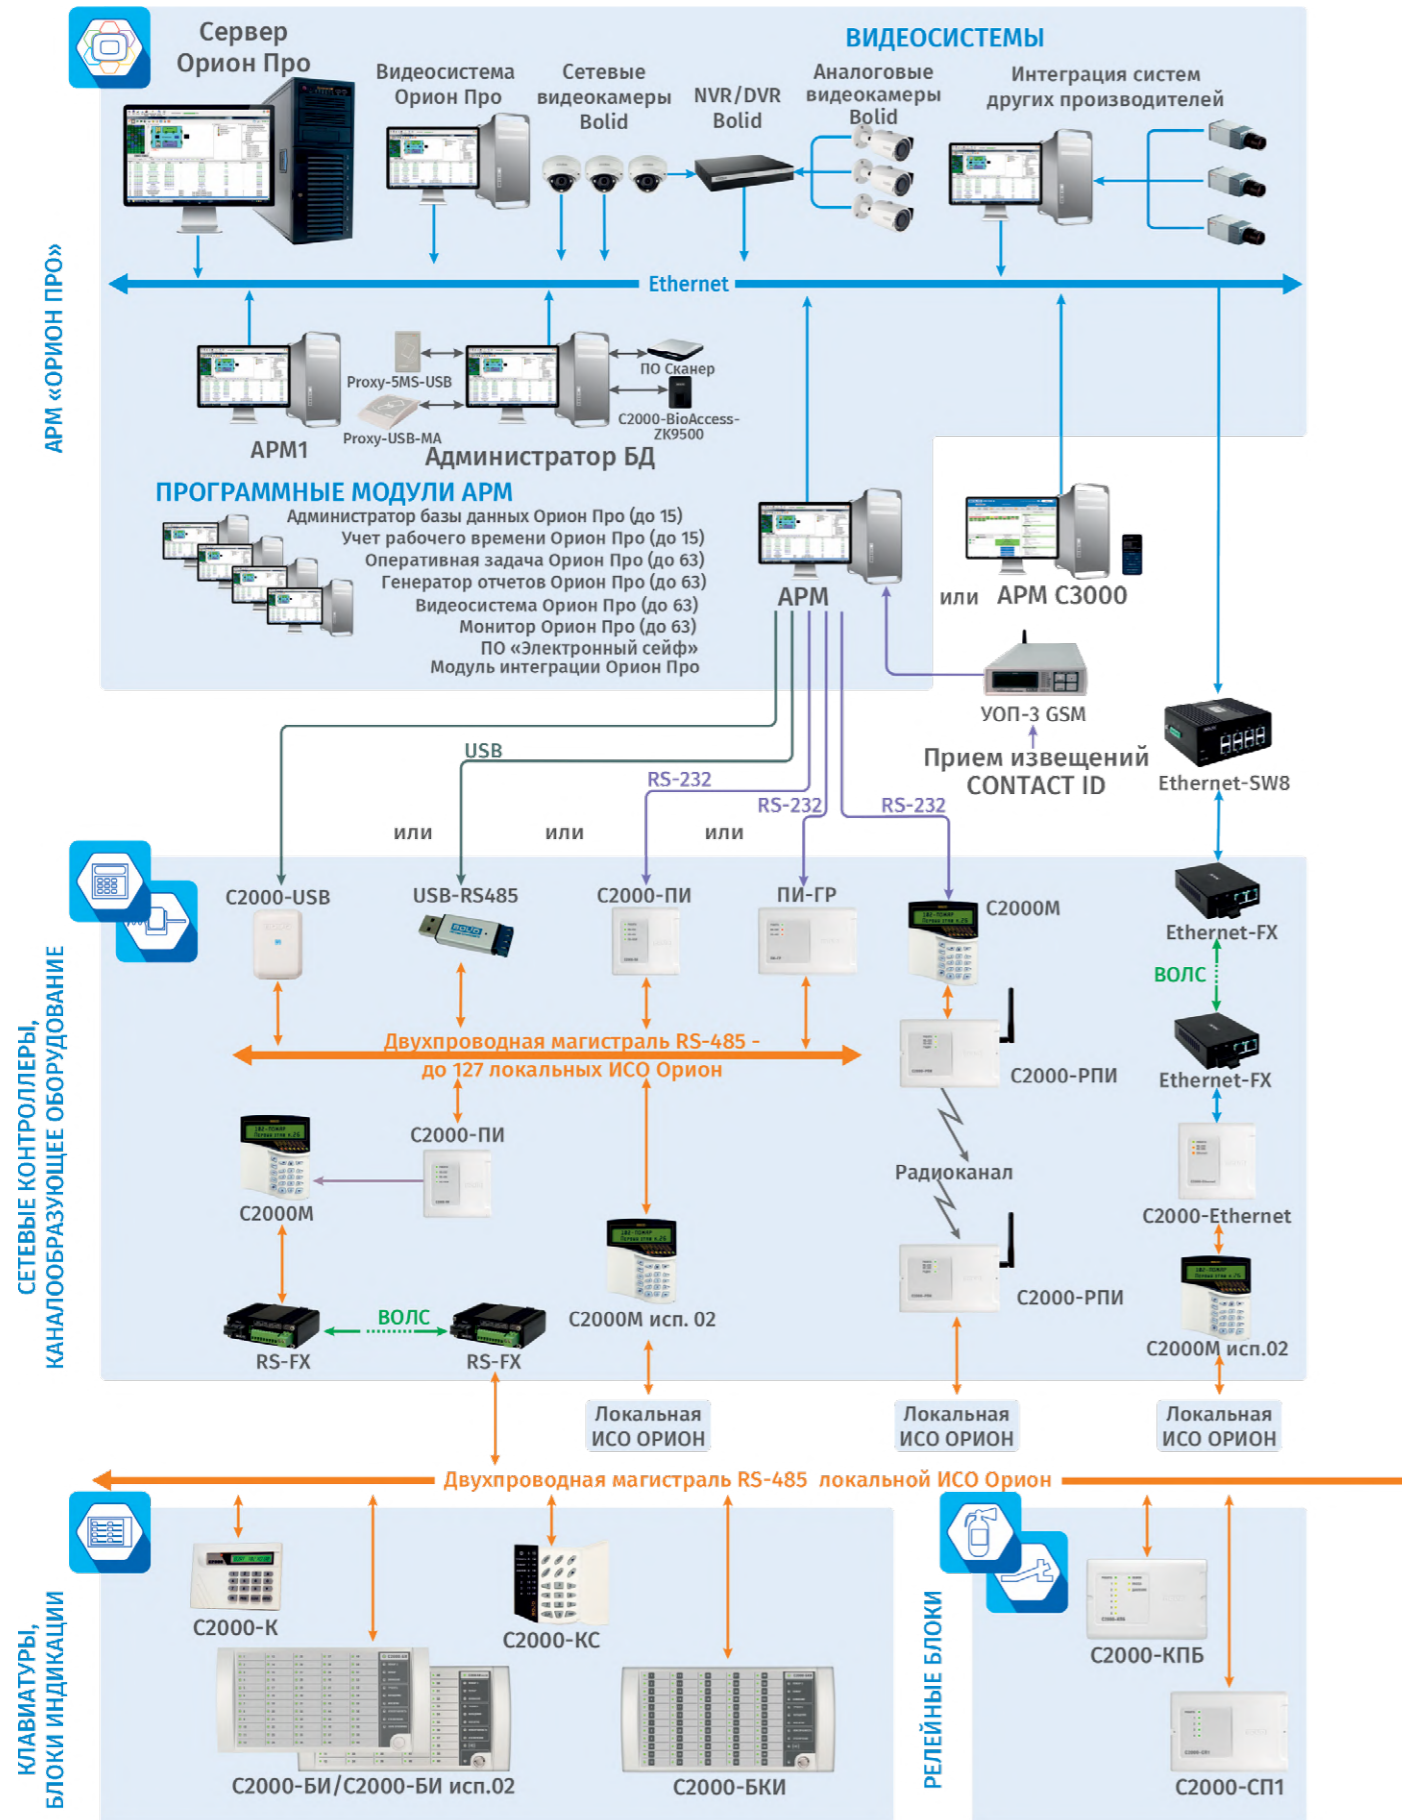 Сервер
Орион Про
ВИДЕОСИСТЕМЫ
Видеосистема
Орион Про
Сетевые
видеокамеры
Bolid
NVR/DVR
Bolid
Аналоговые
видеокамеры
Bolid
Интеграция систем
других производителей
АРМ «ОРИОН ПРО»
Ethernet
Proxy-5MS-USB
ПО Сканер
Proxy-USB-MA
C2000-BioAccess-
ZK9500
АРМ1
Администратор БД
ПРОГРАММНЫЕ МОДУЛИ АРМ
Администратор базы данных Орион Про (до 15)
Учет рабочего времени Орион Про (до 15)
Оперативная задача Орион Про (до 63)
Генератор отчетов Орион Про (до 63)
Видеосистема Орион Про (до 63)
Монитор Орион Про (до 63)
ПО «Электронный сейф»
Модуль интеграции Орион Про
АРМ
или
АРМ С3000
УОП-3 GSM
Прием извещений
CONTACT ID
Ethernet-SW8
USB
RS-232
RS-232
RS-232
или
или
или
СЕТЕВЫЕ КОНТРОЛЛЕРЫ,
КАНАЛООБРАЗУЮЩЕЕ ОБОРУДОВАНИЕ
С2000-USB
USB-RS485
С2000-ПИ
ПИ-ГР
С2000М
Ethernet-FX
ВОЛС
Двухпроводная магистраль RS-485 -
до 127 локальных ИСО Орион
С2000-РПИ
Ethernet-FX
С2000-ПИ
С2000М
Радиоканал
С2000-Ethernet
С2000М исп. 02
С2000-РПИ
С2000М исп.02
ВОЛС
RS-FX
RS-FX
Локальная
ИСО ОРИОН
Локальная
ИСО ОРИОН
Локальная
ИСО ОРИОН
Двухпроводная магистраль RS-485 локальной ИСО Орион
КЛАВИАТУРЫ,
БЛОКИ ИНДИКАЦИИ
С2000-К
С2000-КС
С2000-БИ/С2000-БИ исп.02
С2000-БКИ
РЕЛЕЙНЫЕ БЛОКИ
С2000-КПБ
С2000-СП1